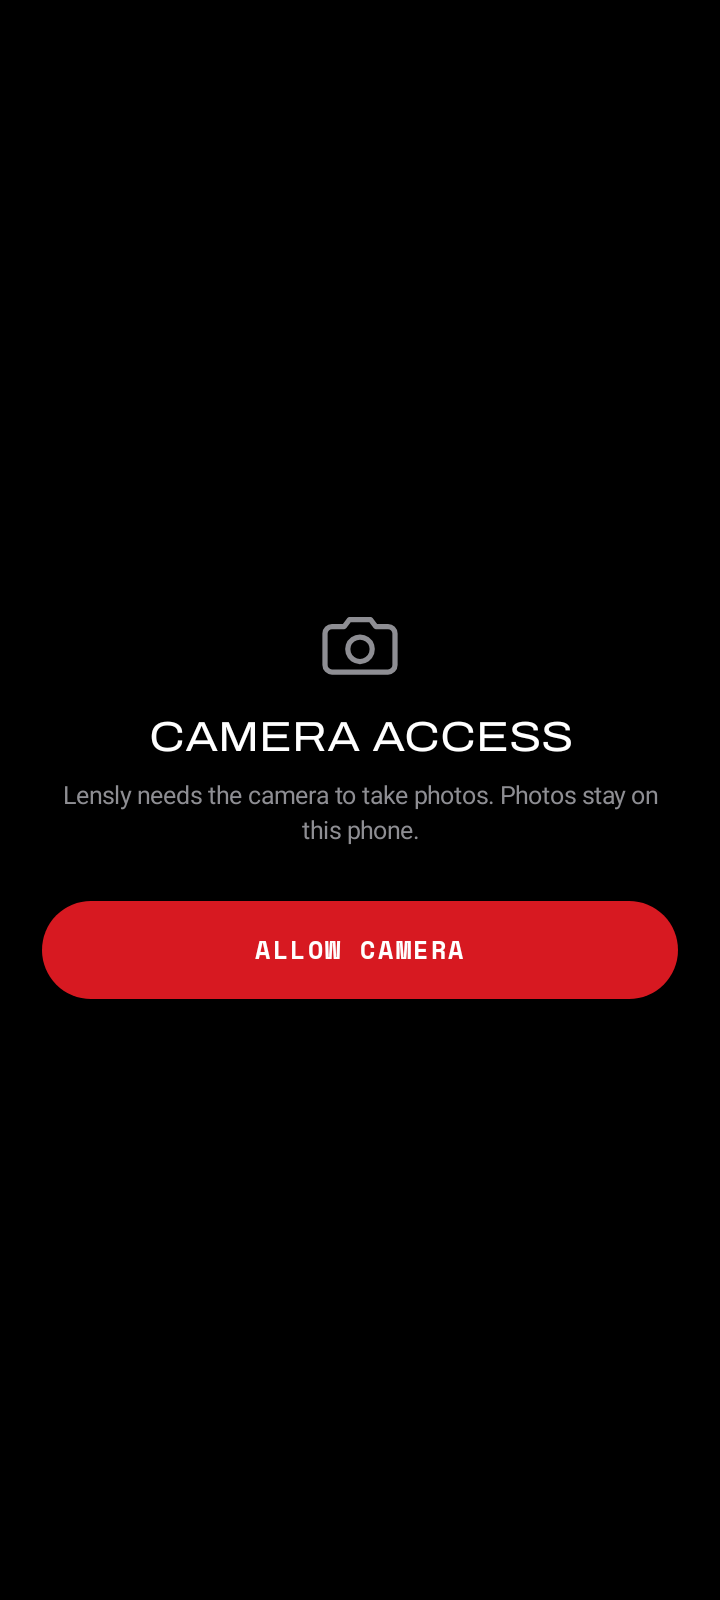 CAMERA ACCESS
Lensly needs the camera to take photos. Photos stay on
this phone.
ALLOW CAMERA